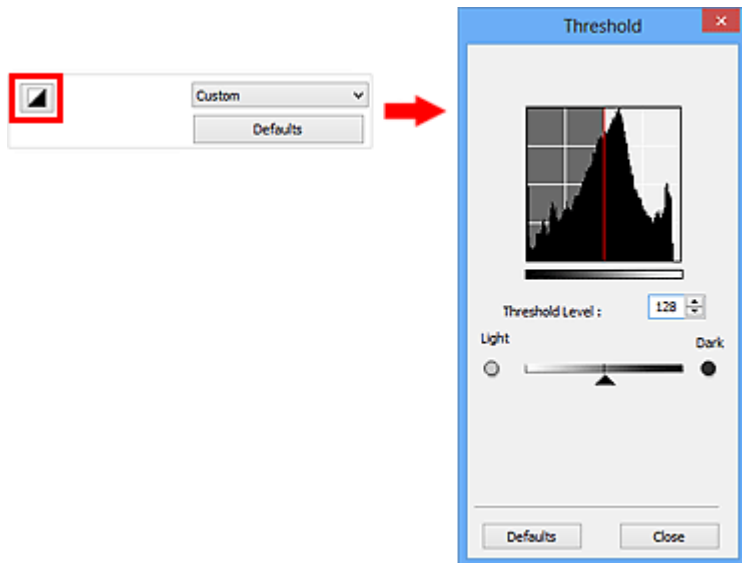 Custom
Defaults
Threshold
Threshold Level :
128
Light
Dark
Defaults
Close